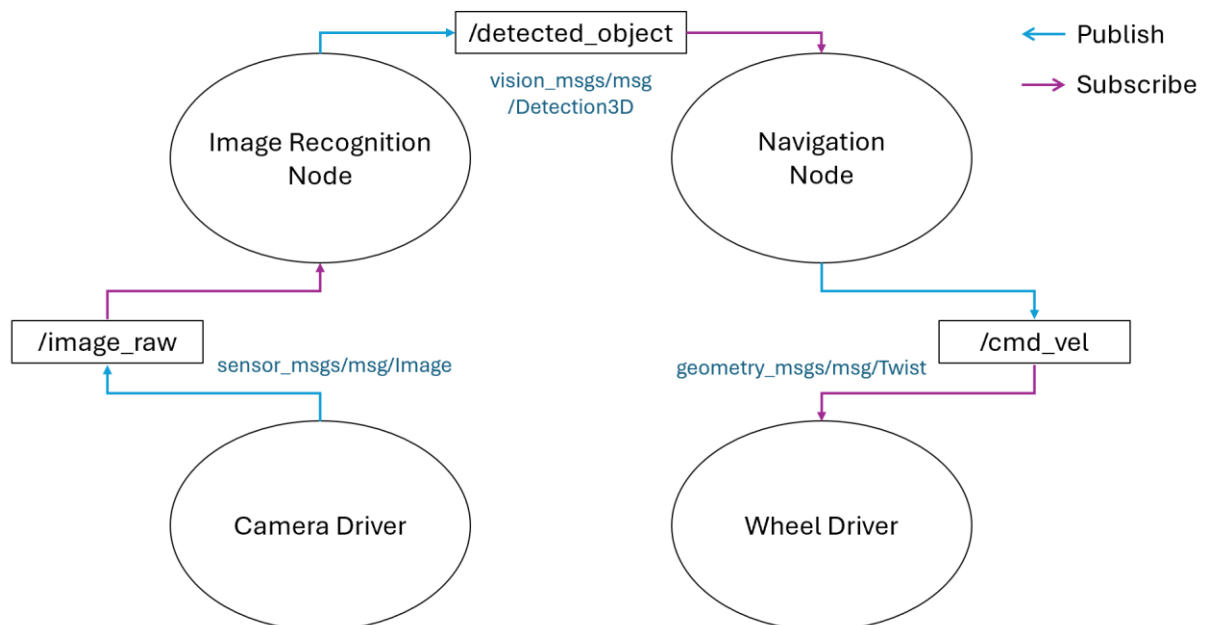 /detected_object
Publish
Subscribe
vision_msgs/msg
/Detection3D
Image Recognition
Node
Navigation
Node
/image_raw
sensor_msgs/msg/Image
/cmd_vel
geometry_msgs/msg/Twist
Camera Driver
Wheel Driver